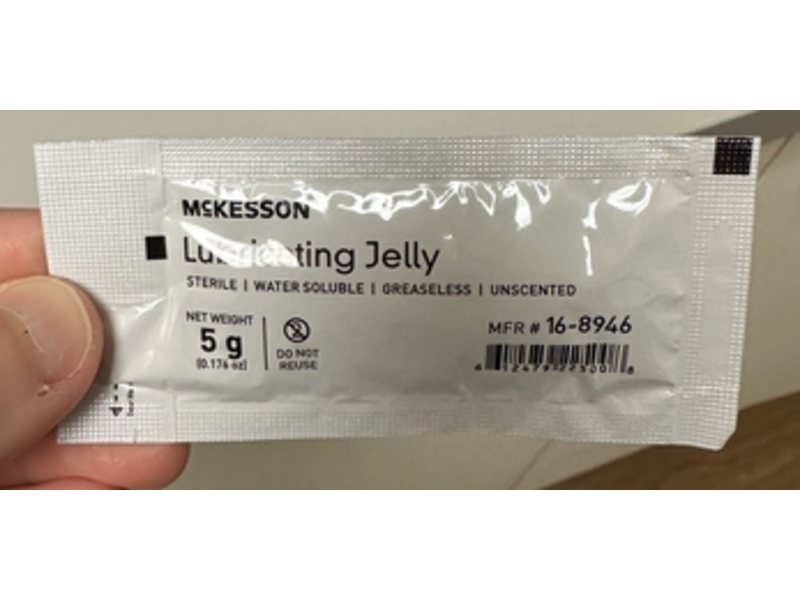 McKESSON
Lubricating Jelly
STERILE | WATER SOLUBLE | GREASELESS | UNSCENTED
NET WEIGHT
5 g
(0.176 oz)
DO NOT
REUSE
MFR # 16-8946